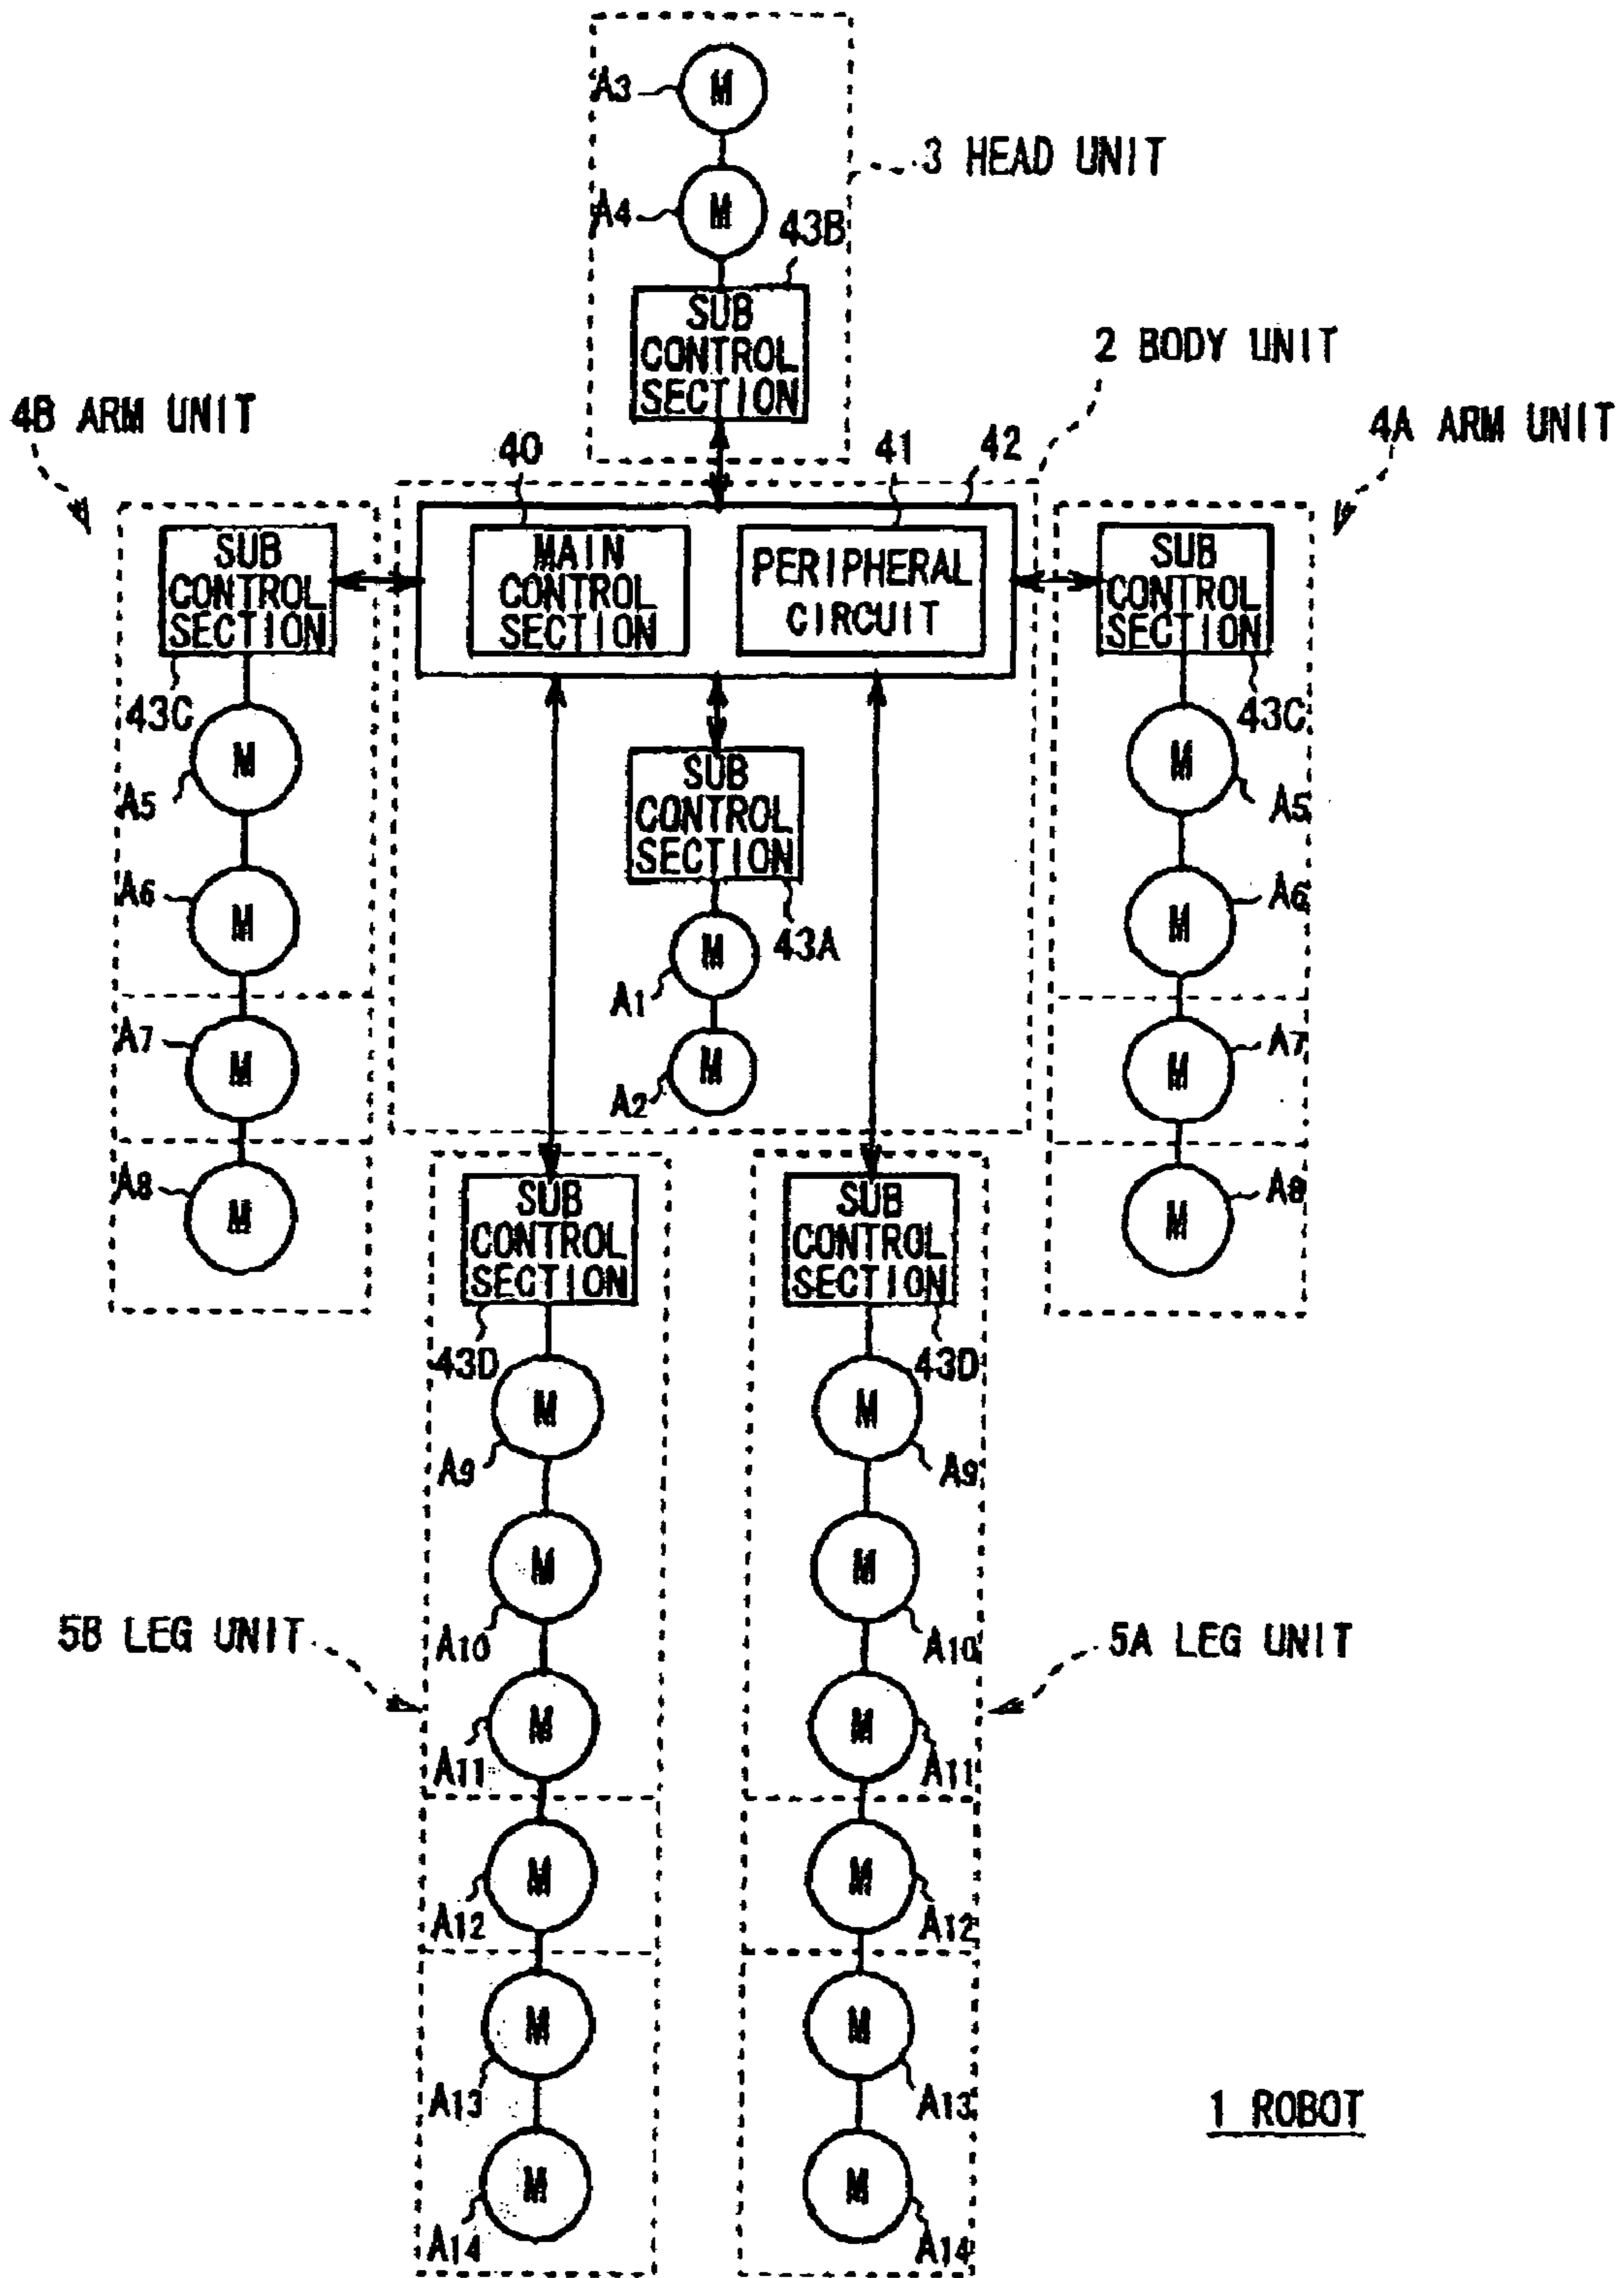 A3
M
3 HEAD UNIT
A4
M
43B
SUB
CONTROL
SECTION
2 BODY UNIT
4B ARM UNIT
4A ARM UNIT
40
41
42
SUB
CONTROL
SECTION
43C
MAIN
CONTROL
SECTION
PERIPHERAL
CIRCUIT
SUB
CONTROL
SECTION
43C
M
A5
SUB
CONTROL
SECTION
43A
M
A5
A6
M
M
A1
M
A6
A7
M
M
A2
M
A7
A8
M
M
A8
SUB
CONTROL
SECTION
43D
SUB
CONTROL
SECTION
43D
M
A9
M
A9
M
A10
M
A10
5B LEG UNIT
5A LEG UNIT
M
A11
M
A11
M
A12
M
A12
M
A13
M
A13
M
A14
M
A14
1 ROBOT